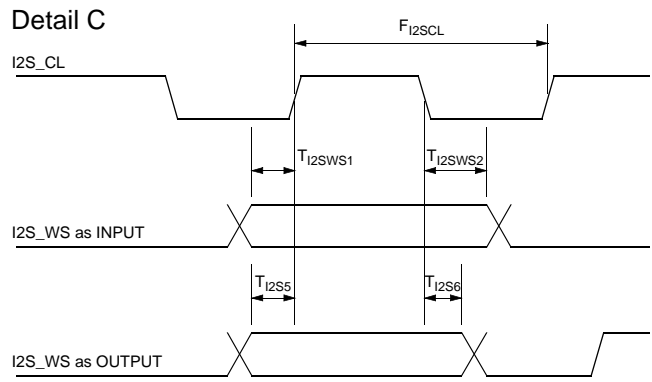 Detail C
F_I2SCL
I2S_CL
T_I2SWS1
T_I2SWS2
I2S_WS as INPUT
T_I2S5
T_I2S6
I2S_WS as OUTPUT